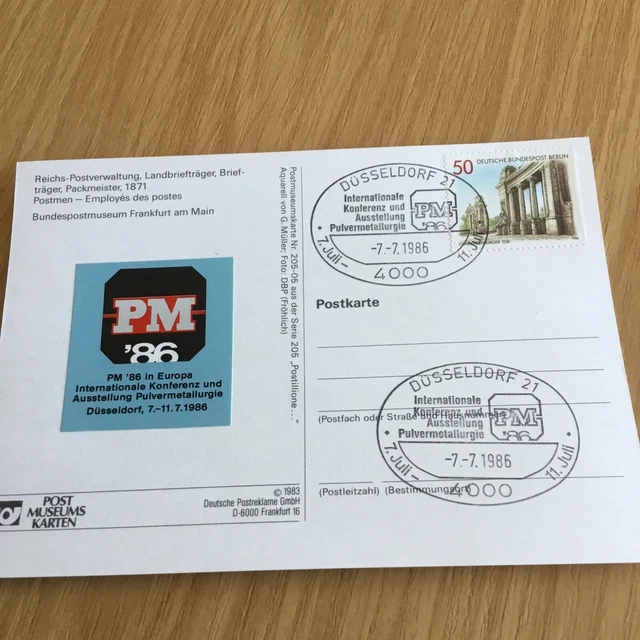 Reichs-Postverwaltung, Landbriefträger, Brief-
träger, Packmeister, 1871
Postmen – Employés des postes
Bundespostmuseum Frankfurt am Main
PM
'86
PM '86 in Europa
Internationale Konferenz und
Ausstellung Pulvermetallurgie
Düsseldorf, 7.–11.7.1986
POST
MUSEUMS
KARTEN
© 1983
Deutsche Postreklame GmbH
D-6000 Frankfurt 16
Postmuseumskarte Nr. 205-05 aus der Serie 205 „Postillione ..."
Aquarell von G. Müller; Foto: DBP (Fröhlich)
50 DEUTSCHE BUNDESPOST BERLIN
DÜSSELDORF 21
Internationale
Konferenz und
Ausstellung
Pulvermetallurgie
PM
'86
7. Juli –
-7.-7.1986
11. Juli
4000
Postkarte
(Postfach oder Straße und Hausnummer)
DÜSSELDORF 21
Internationale
Konferenz und
Ausstellung
Pulvermetallurgie
PM
'86
7. Juli –
-7.-7.1986
11. Juli
4000
(Postleitzahl) (Bestimmungsort)